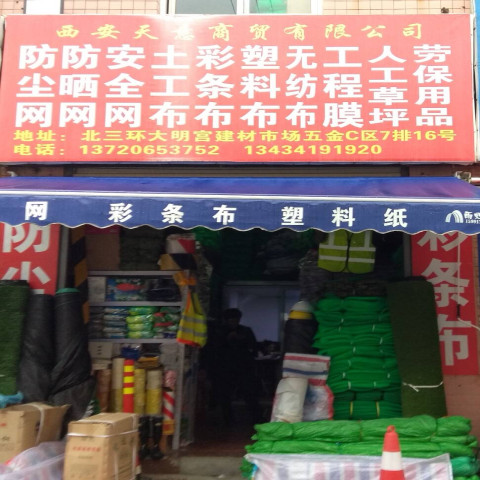 西安天商贸有限公司
防尘网
防晒网
安全网
土工布
彩条布
塑料布
无纺布
工程膜
人工草坪
劳保用品
地址：北三环大明宫建材市场五金C区7排16号
电话：13720653752 13434191920
网 彩条布 塑料纸
防尘
彩条布